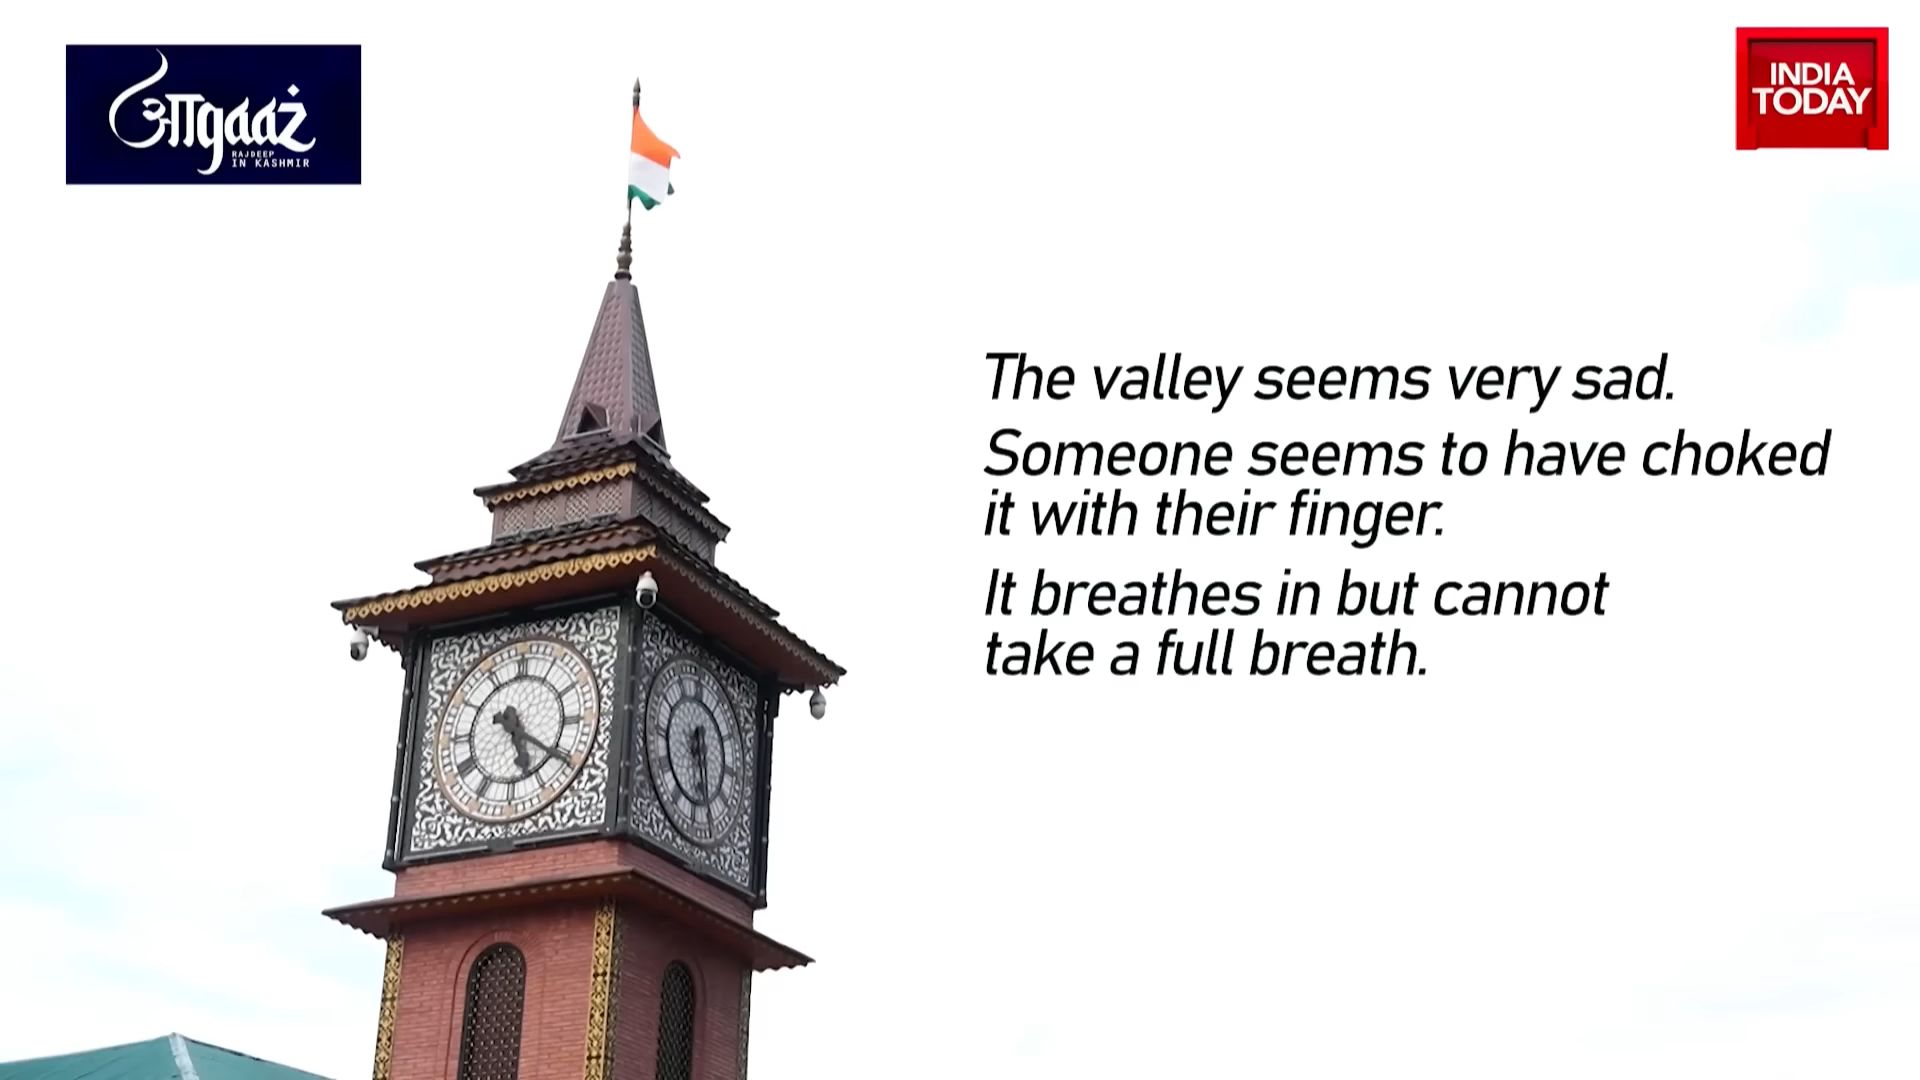 आgaaz
RAJDEEP
IN KASHMIR
INDIA
TODAY
The valley seems very sad.
Someone seems to have choked
it with their finger.
It breathes in but cannot
take a full breath.